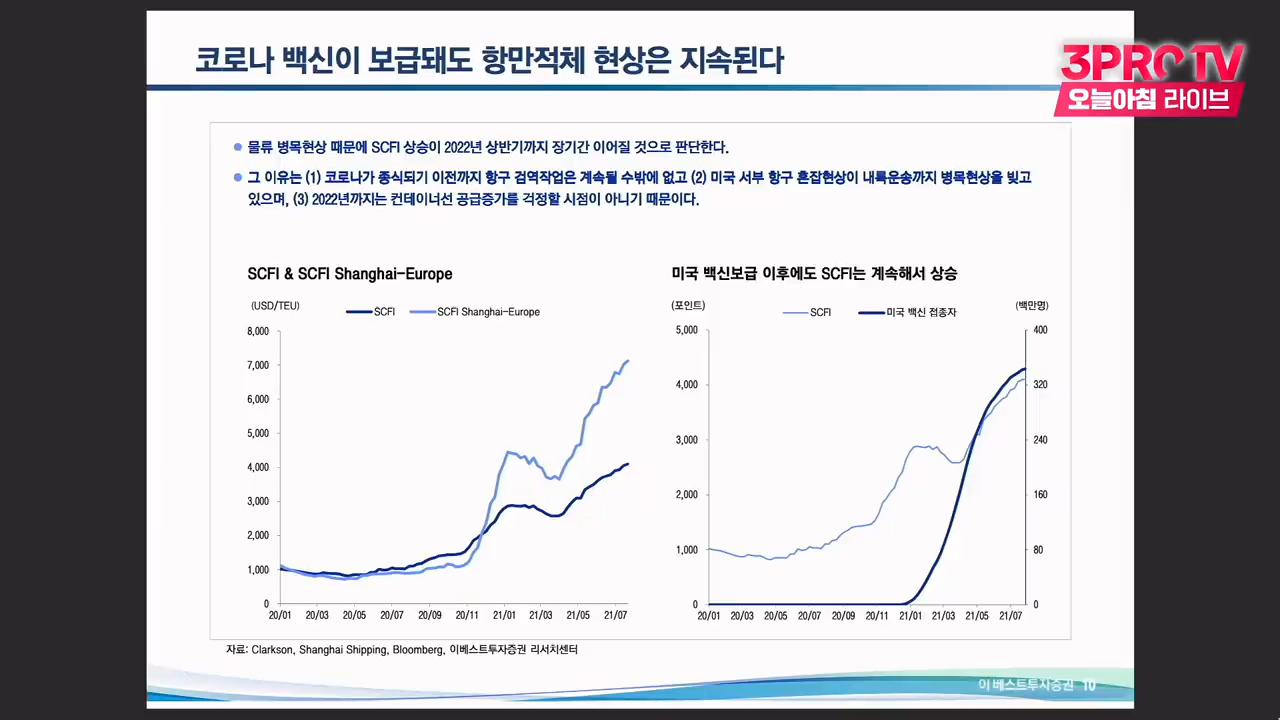 코로나 백신이 보급돼도 항만적체 현상은 지속된다
3PROTV
오늘아침 라이브
물류 병목현상 때문에 SCFI 상승이 2022년 상반기까지 장기간 이어질 것으로 판단한다.
그 이유는 (1) 코로나가 종식되기 이전까지 항구 검역작업은 계속될 수밖에 없고 (2) 미국 서부 항구 혼잡현상이 내륙운송까지 병목현상을 빚고
있으며, (3) 2022년까지는 컨데이너선 공급증가를 걱정할 시점이 아니기 때문이다.
SCFI & SCFI Shanghai-Europe
(USD/TEU)
SCFI
SCFI Shanghai-Europe
8,000
7,000
6,000
5,000
4,000
3,000
2,000
1,000
0
20/01 20/03 20/05 20/07 20/09 20/11 21/01 21/03 21/05 21/07
미국 백신보급 이후에도 SCFI는 계속해서 상승
(포인트)
SCFI
미국 백신 접종자
(백만명)
5,000
4,000
3,000
2,000
1,000
0
400
320
240
160
80
0
20/01 20/03 20/05 20/07 20/09 20/11 21/01 21/03 21/05 21/07
자료: Clarkson, Shanghai Shipping, Bloomberg, 이베스트투자증권 리서치센터
이베스트투자증권 10